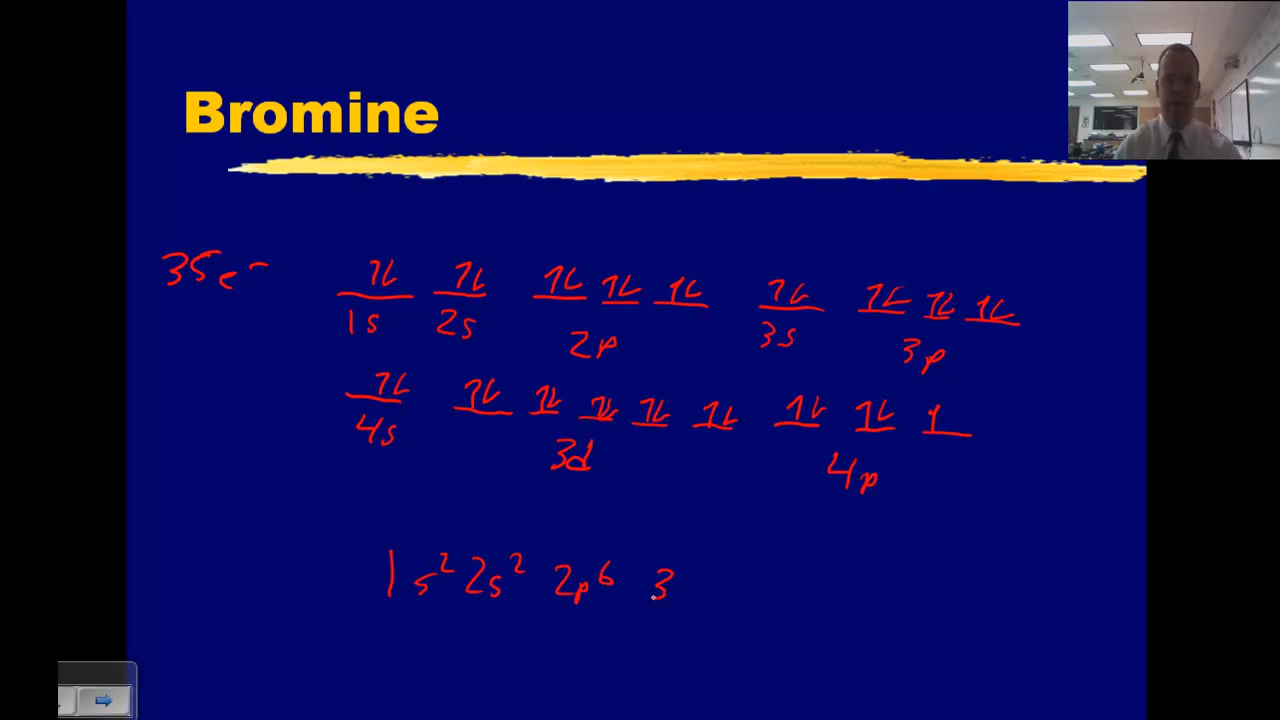 Bromine
35e⁻
1s 2s 2p 3s 3p
4s 3d 4p
1s² 2s² 2p⁶ 3